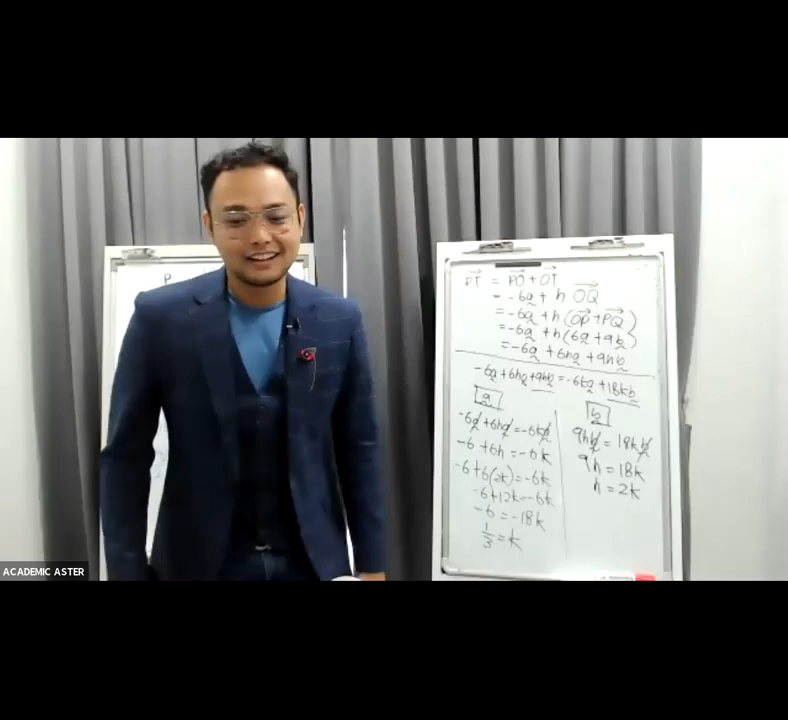 P
PT = PO + OT
= -6a + h OQ
= -6a + h (OP + PQ)
= -6a + h (6a + 9b)
= -6a + 6ha + 9hb
-6a + 6ha + 9hb = -6ka + 18kb
a
-6a + 6ha = -6ka
-6 + 6h = -6k
-6 + 6(2k) = -6k
-6 + 12k = -6k
-6 = -18k
1/3 = k
b
9hb = 18kb
9h = 18k
h = 2k
ACADEMIC ASTER